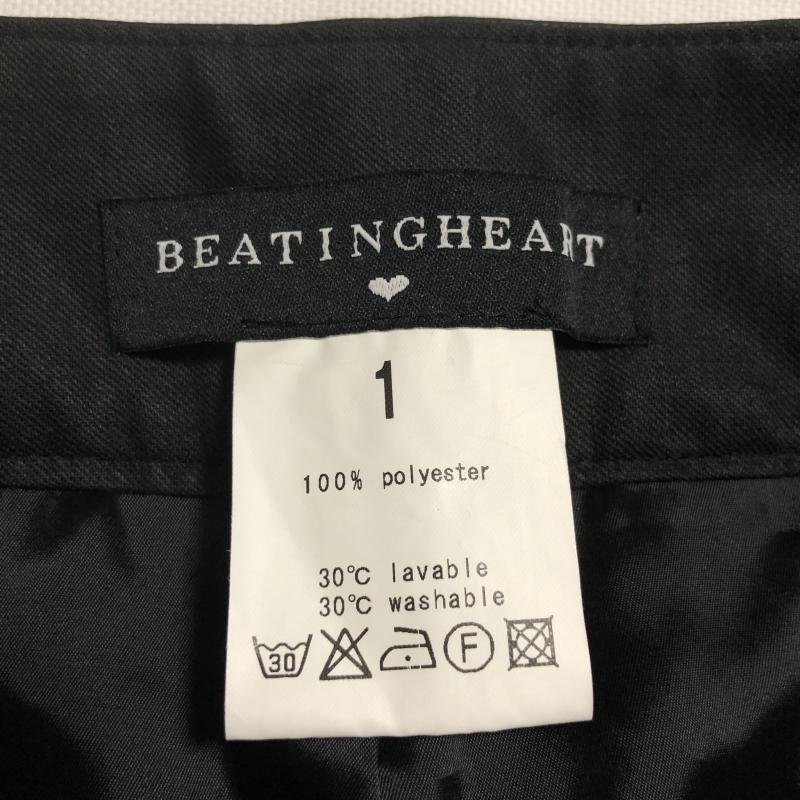 BEATINGHEART
1
100% polyester
30℃ lavable
30℃ washable
30 F